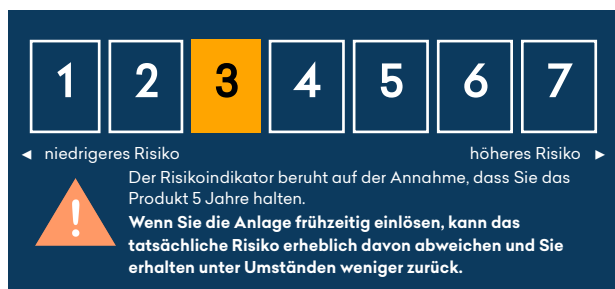 1 2 3 4 5 6 7
◄ niedrigeres Risiko höheres Risiko ►
Der Risikoindikator beruht auf der Annahme, dass Sie das
Produkt 5 Jahre halten.
!
Wenn Sie die Anlage frühzeitig einlösen, kann das
tatsächliche Risiko erheblich davon abweichen und Sie
erhalten unter Umständen weniger zurück.